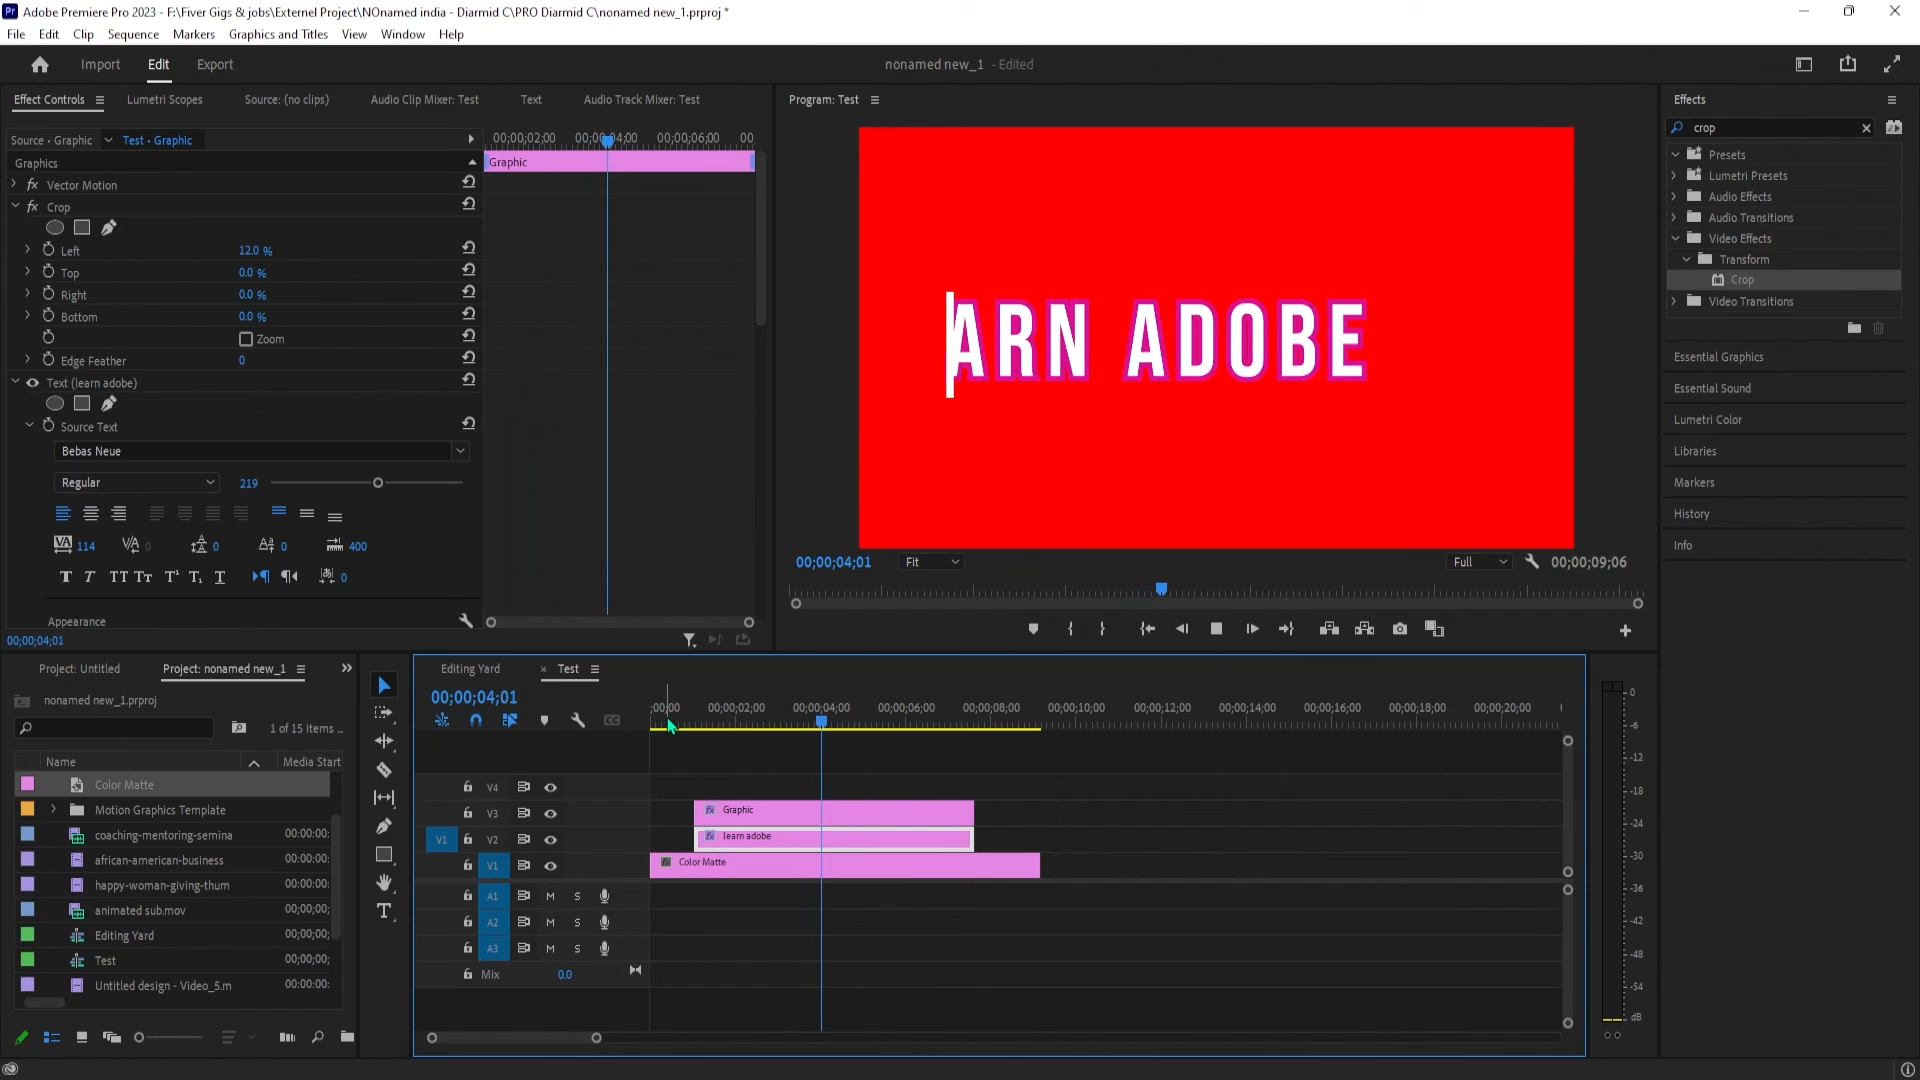 Adobe Premiere Pro 2023 - F:\Fiver Gigs & jobs\Externel Project\NOnamed india - Diarmid C\PRO Diarmid C\nonamed new_1.prproj *
File Edit Clip Sequence Markers Graphics and Titles View Window Help
Import Edit Export
nonamed new_1 - Edited
Effect Controls Lumetri Scopes Source: (no clips) Audio Clip Mixer: Test Text Audio Track Mixer: Test
Source • Graphic Test • Graphic
00;00;02;00 00;00;04;00 00;00;06;00 00
Graphics
Graphic
fx Vector Motion
fx Crop
Left 12.0 %
Top 0.0 %
Right 0.0 %
Bottom 0.0 %
Zoom
Edge Feather 0
Text (learn adobe)
Source Text
Bebas Neue
Regular 219
VA 114 V/A 0 0 0 400
T T TT Tt T¹ T₁ T 0
Appearance
00;00;04;01
Program: Test
ARN ADOBE
00;00;04;01 Fit Full 00;00;09;06
Effects
crop
Presets
Lumetri Presets
Audio Effects
Audio Transitions
Video Effects
Transform
Crop
Video Transitions
Essential Graphics
Essential Sound
Lumetri Color
Libraries
Markers
History
Info
Project: Untitled Project: nonamed new_1
nonamed new_1.prproj
1 of 15 Items ...
Name Media Start
Color Matte
Motion Graphics Template
coaching-mentoring-semina 00:00:00:
african-american-business 00:00:00:
happy-woman-giving-thum 00:00:00:
animated sub.mov 00;00;00;
Editing Yard 00;00;00;
Test 00;00;00;
Untitled design - Video_5.m 00:00:00:
Editing Yard × Test
00;00;04;01
;00;00 00;00;02;00 00;00;04;00 00;00;06;00 00;00;08;00 00;00;10;00 00;00;12;00 00;00;14;00 00;00;16;00 00;00;18;00 00;00;20;00
V4
V3 fx Graphic
V1 V2 fx learn adobe
V1 fx Color Matte
A1 M S
A2 M S
A3 M S
Mix 0.0
0
-6
-12
-18
-24
-30
-36
-42
-48
-54
dB